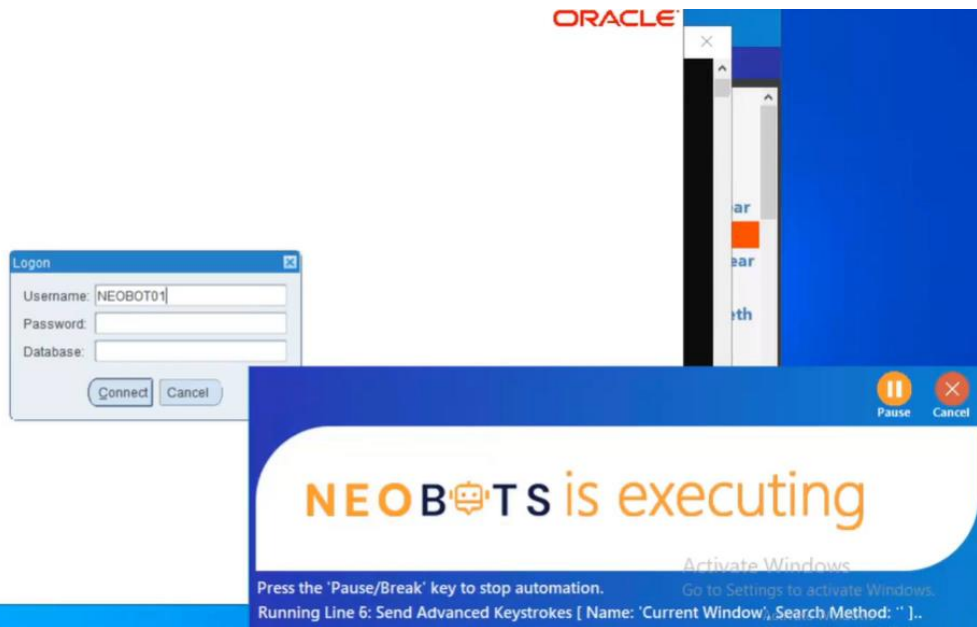 ORACLE
ar
ear
eth
Logon
Username: NEOBOT01
Password:
Database:
Connect Cancel
Pause Cancel
NEOBOTS is executing
Activate Windows
Go to Settings to activate Windows.
Press the 'Pause/Break' key to stop automation.
Running Line 6: Send Advanced Keystrokes [ Name: 'Current Window', Search Method: '' ]..